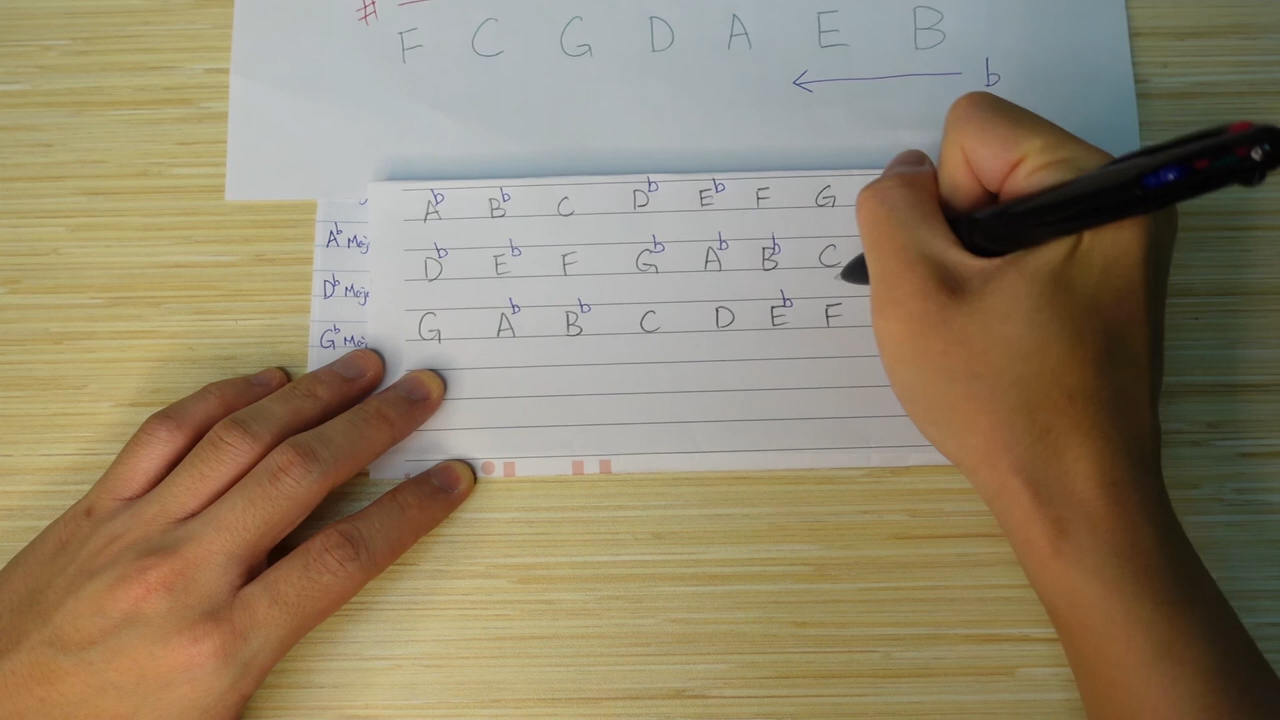 #
F C G D A E B
b
A♭ B♭ C D♭ E♭ F G
A♭ Maj
D♭ E♭ F G♭ A♭ B♭ C
D♭ Maj
G A♭ B♭ C D E♭ F
G♭ Maj